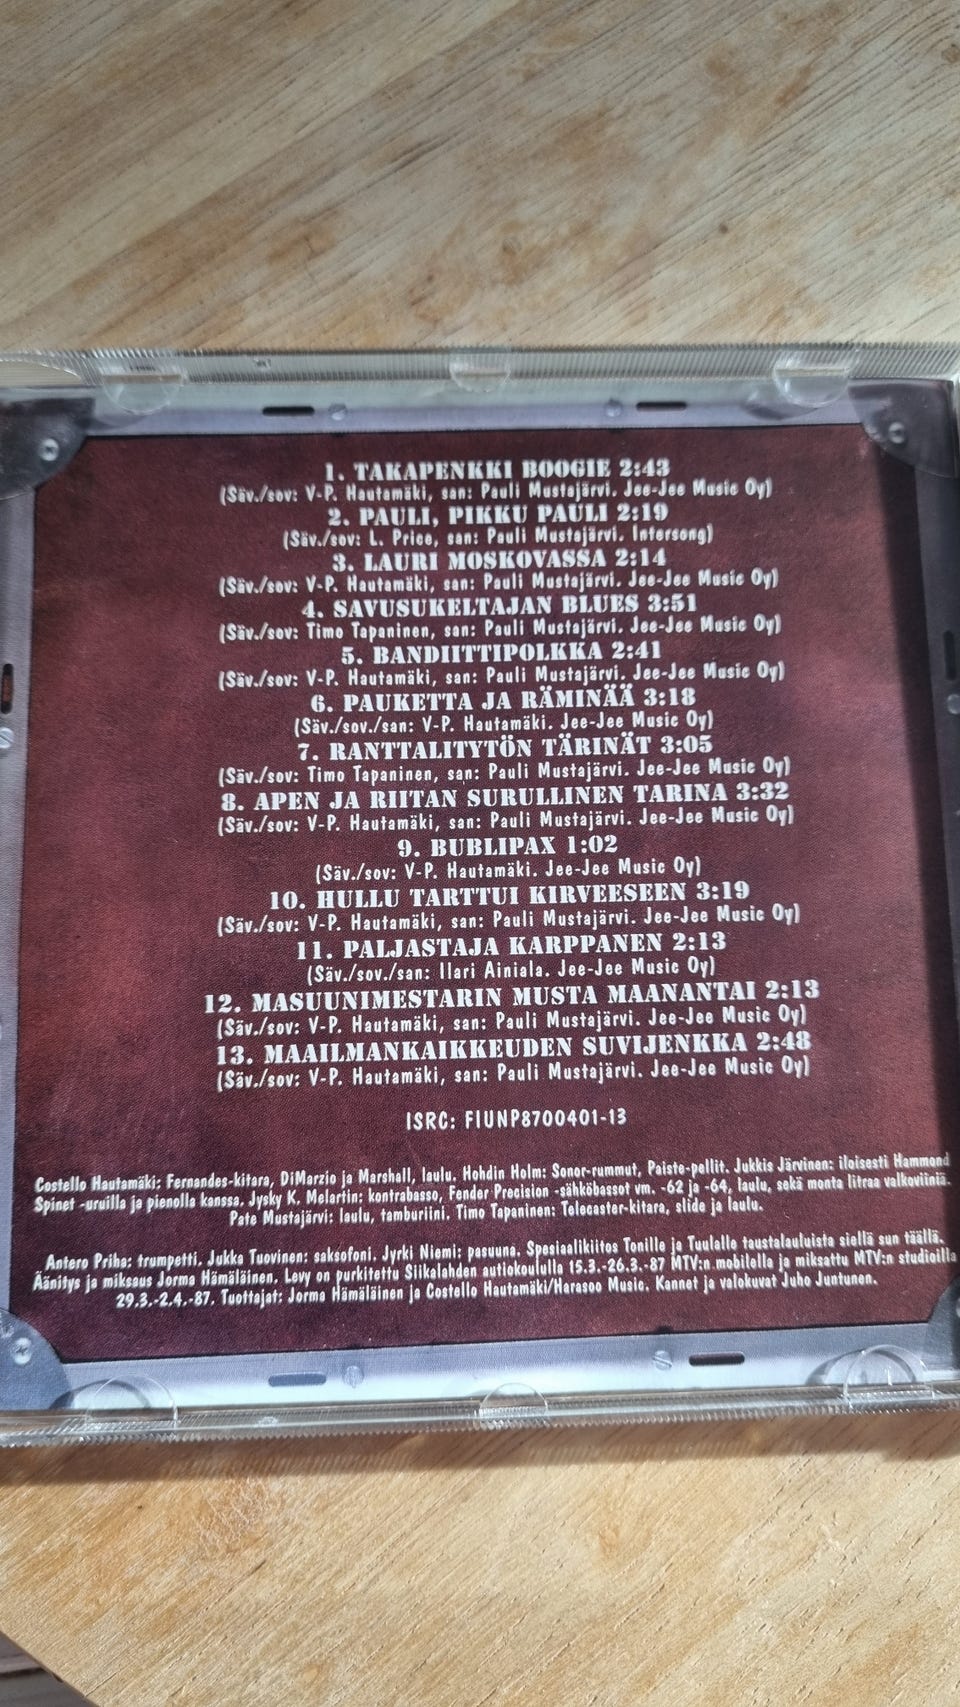 1. TAKAPENKKI BOOGIE 2:43
(Säv./sov: V-P. Hautamäki, san: Pauli Mustajärvi. Jee-Jee Music Oy)
2. PAULI, PIKKU PAULI 2:19
(Säv./sov: L. Price, san: Pauli Mustajärvi. Intersong)
3. LAURI MOSKOVASSA 2:14
(Säv./sov: V-P. Hautamäki, san: Pauli Mustajärvi. Jee-Jee Music Oy)
4. SAVUSUKELTAJAN BLUES 3:51
(Säv./sov: Timo Tapaninen, san: Pauli Mustajärvi. Jee-Jee Music Oy)
5. BANDIITTIPOLKKA 2:41
(Säv./sov: V-P. Hautamäki, san: Pauli Mustajärvi. Jee-Jee Music Oy)
6. PAUKETTA JA RÄMINÄÄ 3:18
(Säv./sov./san: V-P. Hautamäki. Jee-Jee Music Oy)
7. RANTTALITYTÖN TÄRINÄT 3:05
(Säv./sov: Timo Tapaninen, san: Pauli Mustajärvi. Jee-Jee Music Oy)
8. APEN JA RIITAN SURULLINEN TARINA 3:32
(Säv./sov: V-P. Hautamäki, san: Pauli Mustajärvi. Jee-Jee Music Oy)
9. BUBLIPAX 1:02
(Säv./sov: V-P. Hautamäki. Jee-Jee Music Oy)
10. HULLU TARTTUI KIRVEESEEN 3:19
(Säv./sov: V-P. Hautamäki, san: Pauli Mustajärvi. Jee-Jee Music Oy)
11. PALJASTAJA KARPPANEN 2:13
(Säv./sov./san: Ilari Ainiala. Jee-Jee Music Oy)
12. MASUUNIMESTARIN MUSTA MAANANTAI 2:13
(Säv./sov: V-P. Hautamäki, san: Pauli Mustajärvi. Jee-Jee Music Oy)
13. MAAILMANKAIKKEUDEN SUVIJENKKA 2:48
(Säv./sov: V-P. Hautamäki, san: Pauli Mustajärvi. Jee-Jee Music Oy)
ISRC: FIUNP8700401-13
Costello Hautamäki: Fernandes-kitara, DiMarzio ja Marshall, laulu, Hohdin Holm: Sonor-rummut, Paiste-pellit. Jukkis Järvinen: iloisesti Hammond
Spinet -uruilla ja pienolla kanssa. Jysky K. Melartin: kontrabasso, Fender Precision -sähköbassot vm. -62 ja -64, laulu, sekä monta litraa valkoviiniä.
Pate Mustajärvi: laulu, tamburiini. Timo Tapaninen: Telecaster-kitara, slide ja laulu.
Antero Priha: trumpetti. Jukka Tuovinen: saksofoni. Jyrki Niemi: pasuuna. Spesiaalikiitos Tonille ja Tuulalle taustalauluista siellä sun täällä.
Äänitys ja miksaus Jorma Hämäläinen. Levy on purkitettu Siikalahden autiokoululla 15.3.-26.3.-87 MTV:n mobilella ja miksattu MTV:n studioilla
29.3.-2.4.-87. Tuottajat: Jorma Hämäläinen ja Costello Hautamäki/Harasoo Music. Kannet ja valokuvat Juho Juntunen.